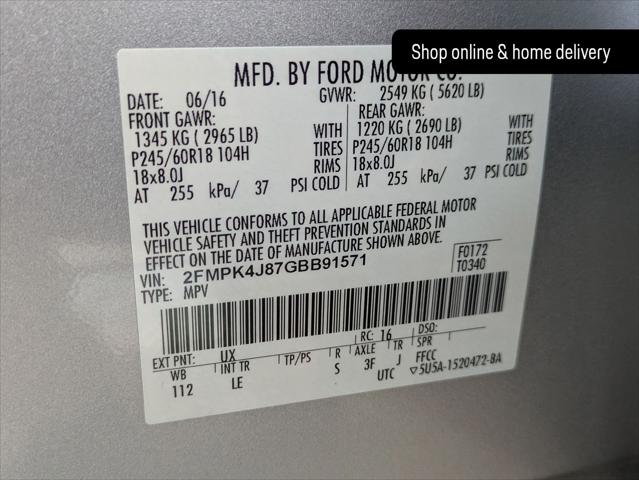 Shop online & home delivery
MFD. BY FORD MOTOR CO.
DATE: 06/16 GVWR: 2549 KG ( 5620 LB)
FRONT GAWR: REAR GAWR:
1345 KG ( 2965 LB) WITH 1220 KG ( 2690 LB) WITH
P245/60R18 104H TIRES P245/60R18 104H TIRES
18x8.0J RIMS 18x8.0J RIMS
AT 255 kPa/ 37 PSI COLD AT 255 kPa/ 37 PSI COLD
THIS VEHICLE CONFORMS TO ALL APPLICABLE FEDERAL MOTOR
VEHICLE SAFETY AND THEFT PREVENTION STANDARDS IN
EFFECT ON THE DATE OF MANUFACTURE SHOWN ABOVE.
VIN: 2FMPK4J87GBB91571 F0172
TYPE: MPV T0340
EXT PNT: UX RC: 16 DSO:
WB INT TR TP/PS R AXLE TR SPR
112 LE S 3F J FFCC
UTC ▽5U5A-1520472-BA